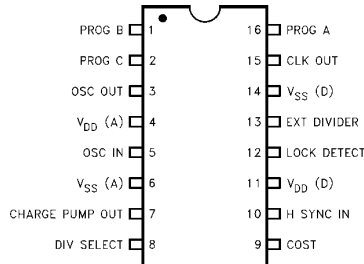 PROG B 1 16 PROG A
PROG C 2 15 CLK OUT
OSC OUT 3 14 VSS (D)
VDD (A) 4 13 EXT DIVIDER
OSC IN 5 12 LOCK DETECT
VSS (A) 6 11 VDD (D)
CHARGE PUMP OUT 7 10 H SYNC IN
DIV SELECT 8 9 COST